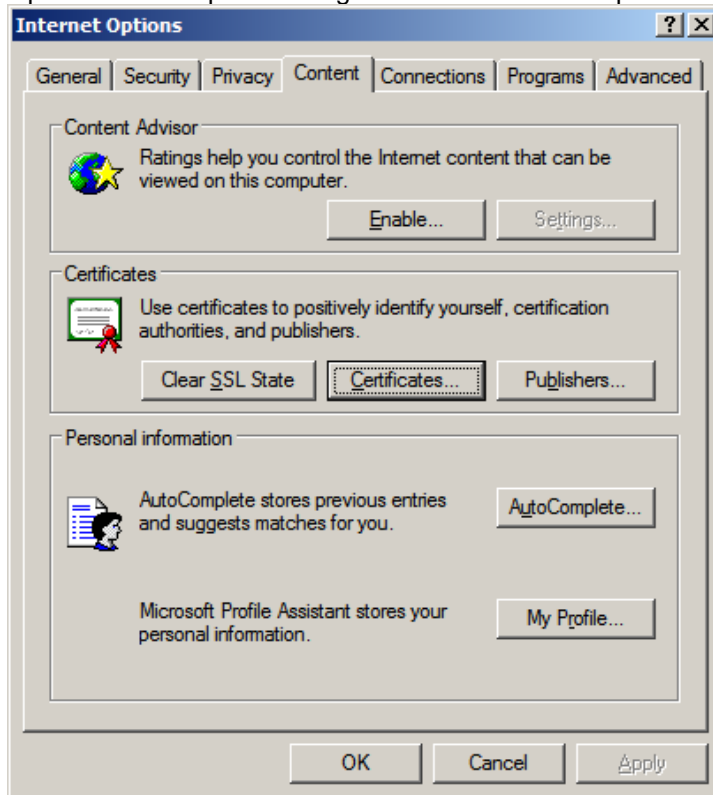 Internet Options
General Security Privacy Content Connections Programs Advanced
Content Advisor
Ratings help you control the Internet content that can be
viewed on this computer.
Enable... Settings...
Certificates
Use certificates to positively identify yourself, certification
authorities, and publishers.
Clear SSL State Certificates... Publishers...
Personal information
AutoComplete stores previous entries
and suggests matches for you.
AutoComplete...
Microsoft Profile Assistant stores your
personal information.
My Profile...
OK Cancel Apply